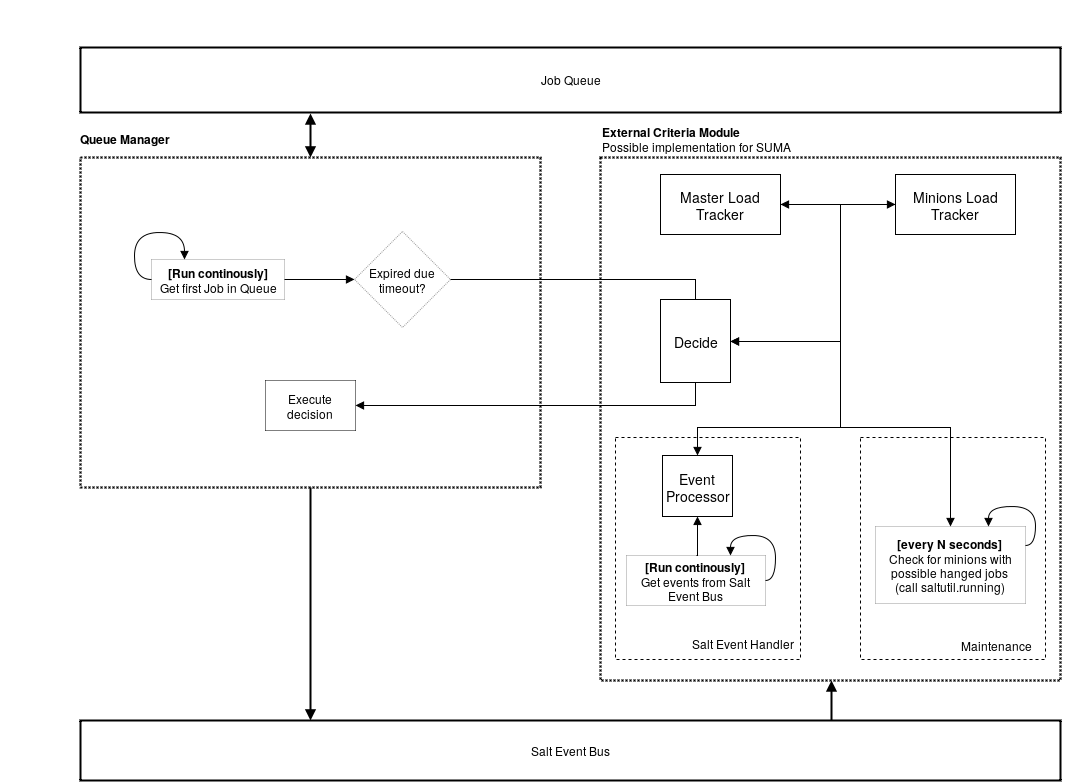 Job Queue
Queue Manager
External Criteria Module
Possible implementation for SUMA
Master Load
Tracker
Minions Load
Tracker
[Run continously]
Get first Job in Queue
Expired due
timeout?
Decide
Execute
decision
Event
Processor
[Run continously]
Get events from Salt
Event Bus
Salt Event Handler
[every N seconds]
Check for minions with
possible hanged jobs
(call saltutil.running)
Maintenance
Salt Event Bus